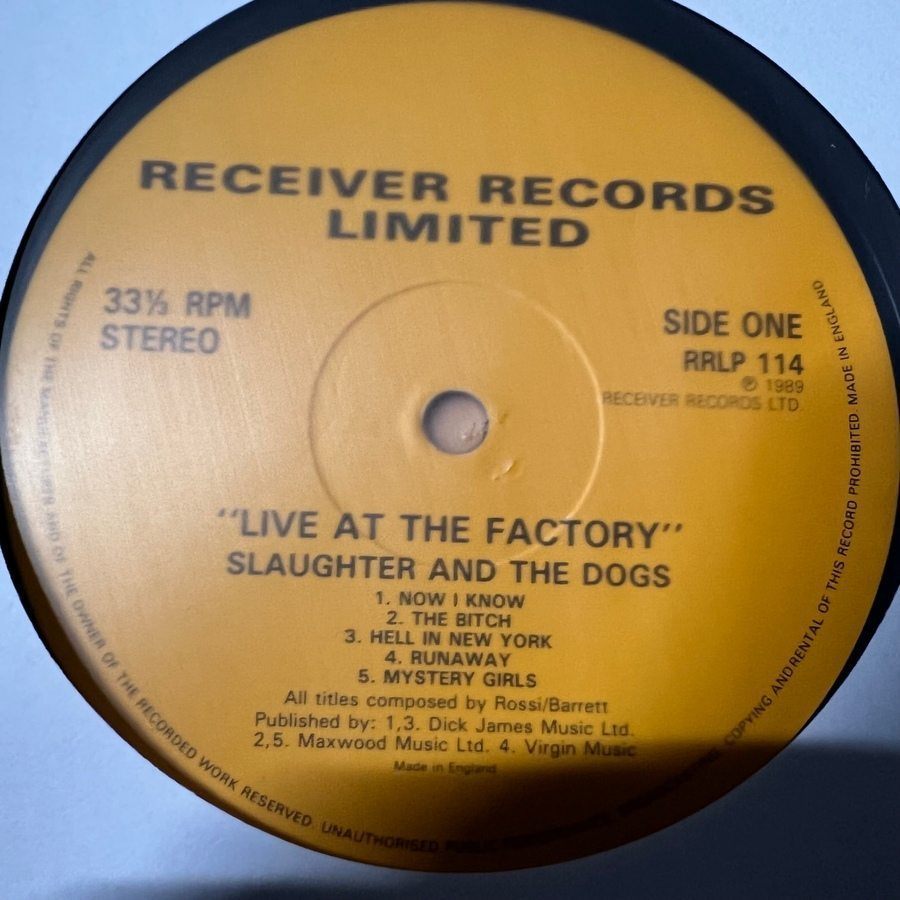 RECEIVER RECORDS
LIMITED
33⅓ RPM
STEREO
SIDE ONE
RRLP 114
℗ 1989
RECEIVER RECORDS LTD.
"LIVE AT THE FACTORY"
SLAUGHTER AND THE DOGS
1. NOW I KNOW
2. THE BITCH
3. HELL IN NEW YORK
4. RUNAWAY
5. MYSTERY GIRLS
All titles composed by Rossi/Barrett
Published by: 1,3. Dick James Music Ltd.
2,5. Maxwood Music Ltd. 4. Virgin Music
Made in England
ALL RIGHTS OF THE AND OF THE OWNER OF THE RECORDED WORK RESERVED. UNAUTHORISED COPYING ANDRENTAL OF THIS RECORD PROHIBITED. MADE IN ENGLAND